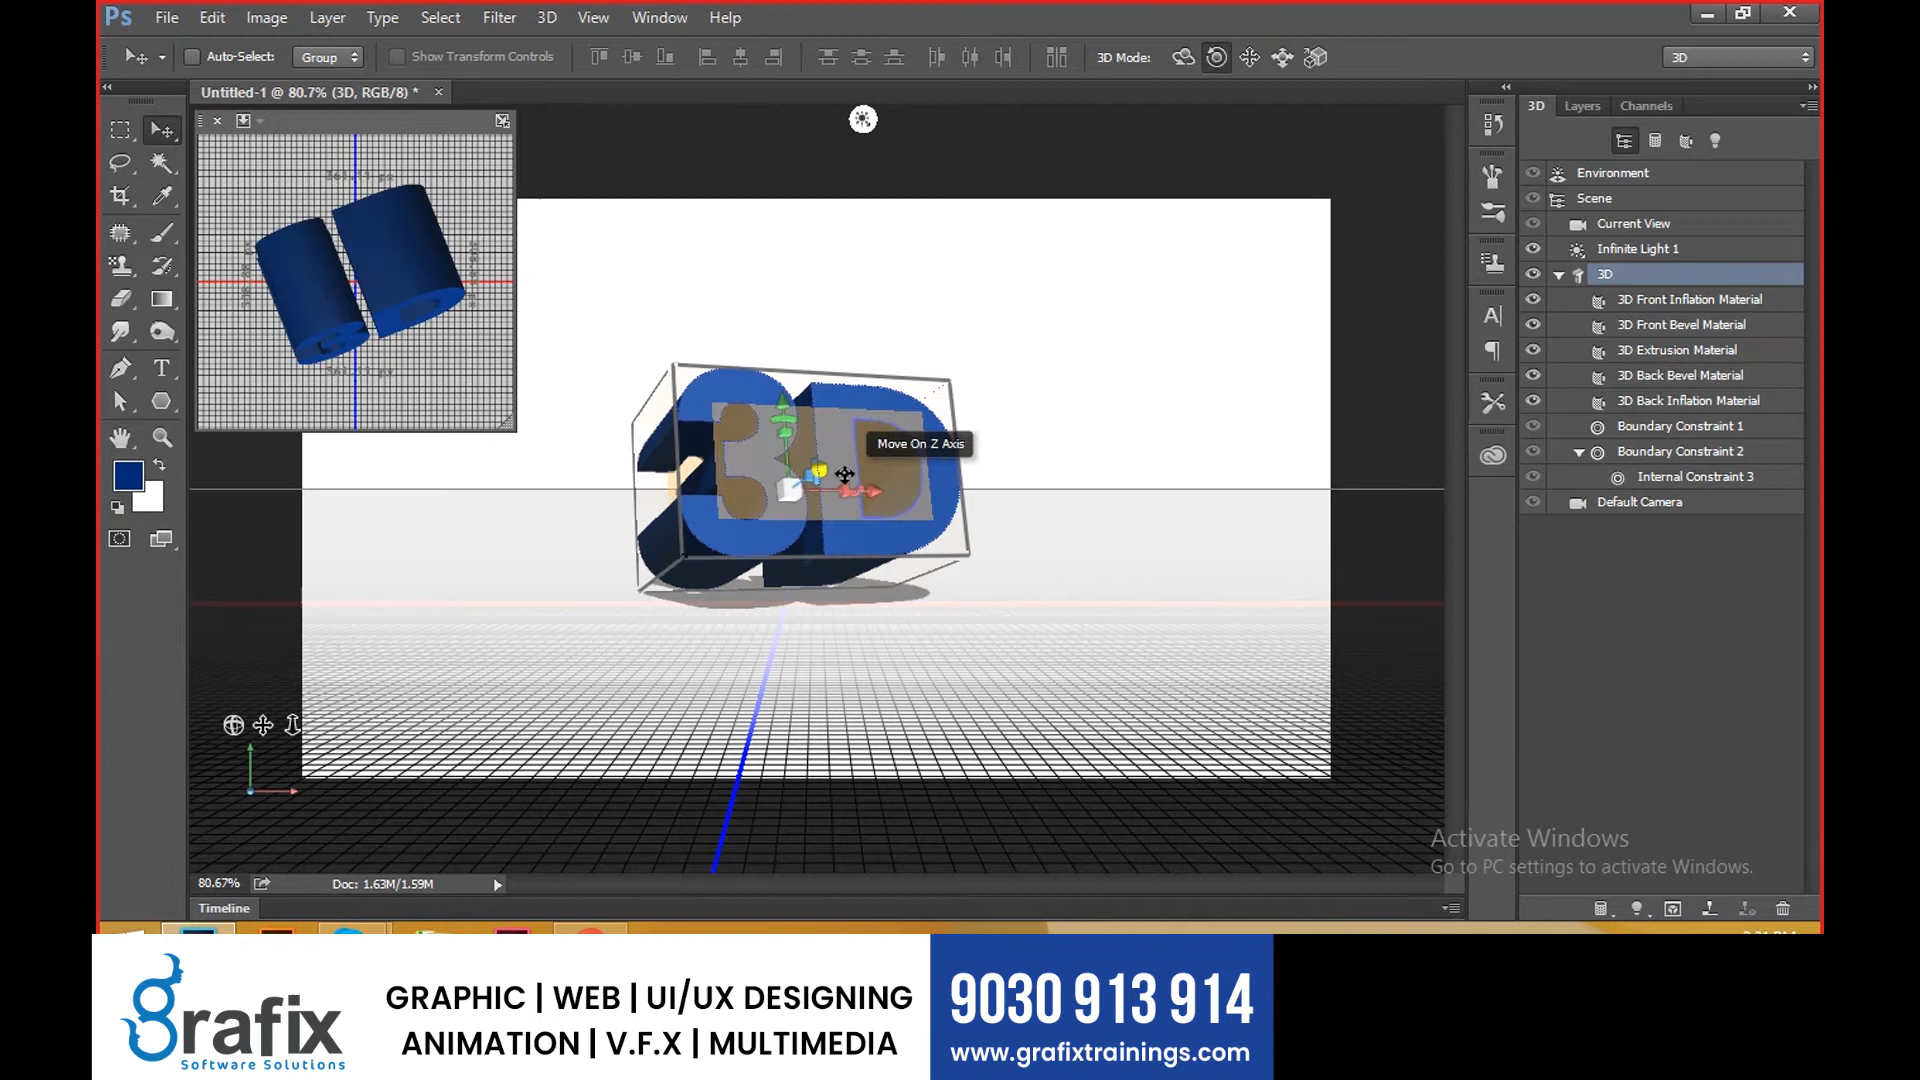 Ps File Edit Image Layer Type Select Filter 3D View Window Help
Auto-Select: Group Show Transform Controls 3D Mode: 3D
Untitled-1 @ 80.7% (3D, RGB/8) * ×
3D Layers Channels
Environment
Scene
Current View
Infinite Light 1
3D
3D Front Inflation Material
3D Front Bevel Material
3D Extrusion Material
3D Back Bevel Material
3D Back Inflation Material
Boundary Constraint 1
Boundary Constraint 2
Internal Constraint 3
Default Camera
3D
Move On Z Axis
Activate Windows
Go to PC settings to activate Windows.
80.67% Doc: 1.63M/1.59M
Timeline
grafix
Software Solutions
GRAPHIC | WEB | UI/UX DESIGNING
ANIMATION | V.F.X | MULTIMEDIA
9030 913 914
www.grafixtrainings.com